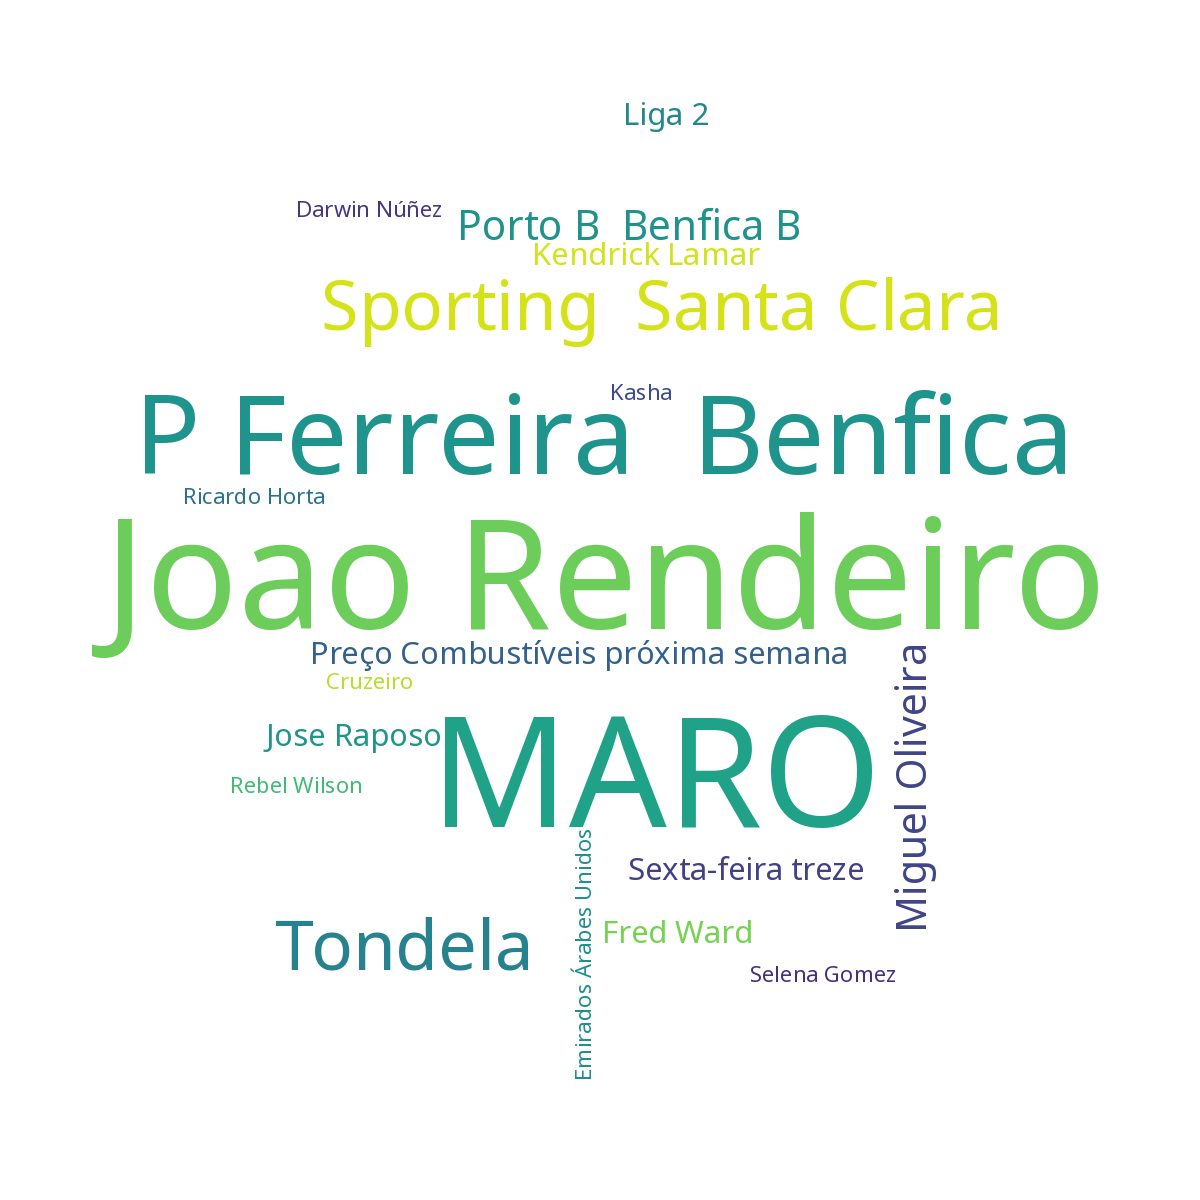 Liga 2
Darwin Núñez
Porto B  Benfica B
Kendrick Lamar
Sporting  Santa Clara
Kasha
P Ferreira  Benfica
Ricardo Horta
Joao Rendeiro
Preço Combustíveis próxima semana
Cruzeiro
Miguel Oliveira
Jose Raposo
MARO
Rebel Wilson
Emirados Árabes Unidos
Sexta-feira treze
Tondela
Fred Ward
Selena Gomez